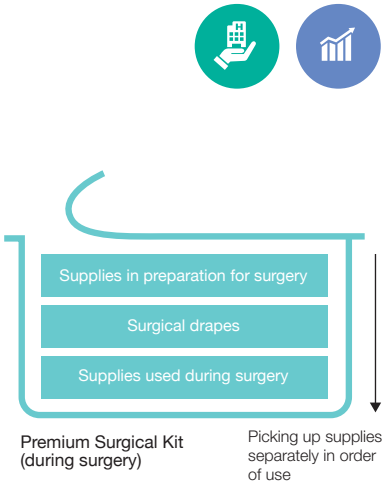 Supplies in preparation for surgery
Surgical drapes
Supplies used during surgery
Premium Surgical Kit
(during surgery)
Picking up supplies
separately in order
of use